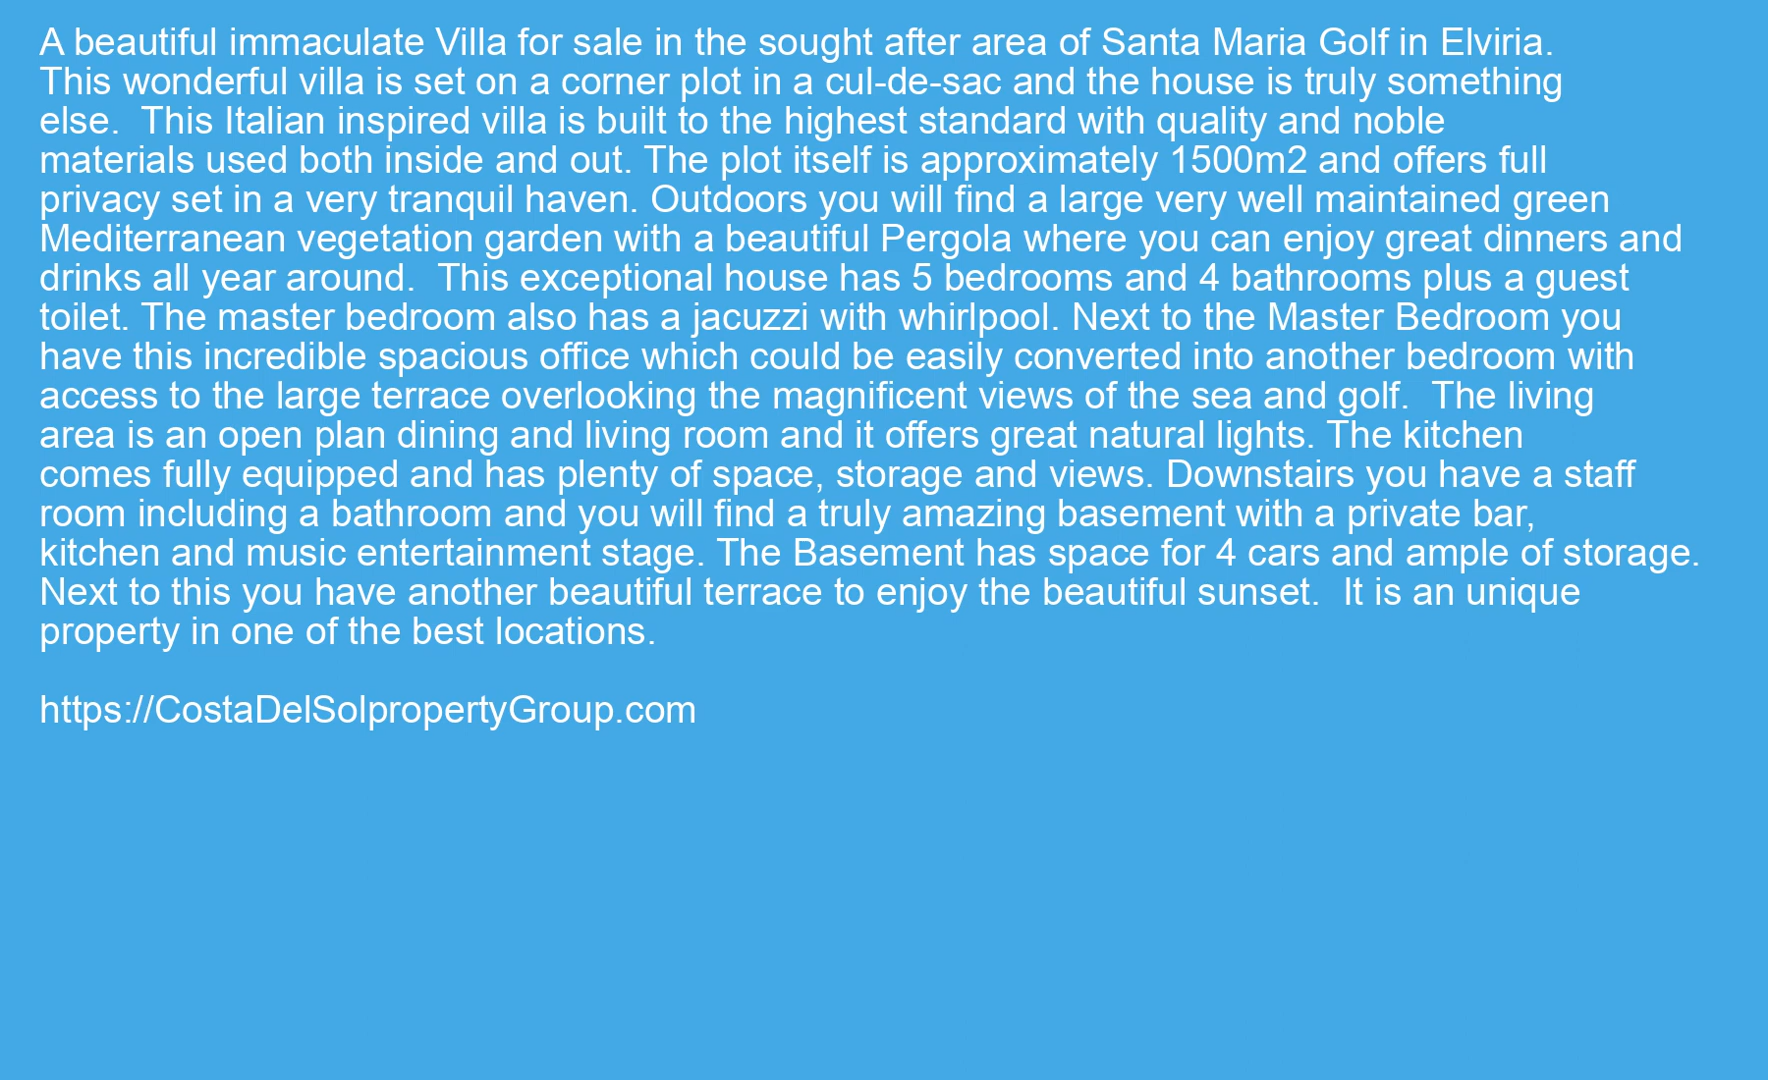 A beautiful immaculate Villa for sale in the sought after area of Santa Maria Golf in Elviria.
This wonderful villa is set on a corner plot in a cul-de-sac and the house is truly something
else.  This Italian inspired villa is built to the highest standard with quality and noble
materials used both inside and out. The plot itself is approximately 1500m2 and offers full
privacy set in a very tranquil haven. Outdoors you will find a large very well maintained green
Mediterranean vegetation garden with a beautiful Pergola where you can enjoy great dinners and
drinks all year around.  This exceptional house has 5 bedrooms and 4 bathrooms plus a guest
toilet. The master bedroom also has a jacuzzi with whirlpool. Next to the Master Bedroom you
have this incredible spacious office which could be easily converted into another bedroom with
access to the large terrace overlooking the magnificent views of the sea and golf.  The living
area is an open plan dining and living room and it offers great natural lights. The kitchen
comes fully equipped and has plenty of space, storage and views. Downstairs you have a staff
room including a bathroom and you will find a truly amazing basement with a private bar,
kitchen and music entertainment stage. The Basement has space for 4 cars and ample of storage.
Next to this you have another beautiful terrace to enjoy the beautiful sunset.  It is an unique
property in one of the best locations.
https://CostaDelSolpropertyGroup.com